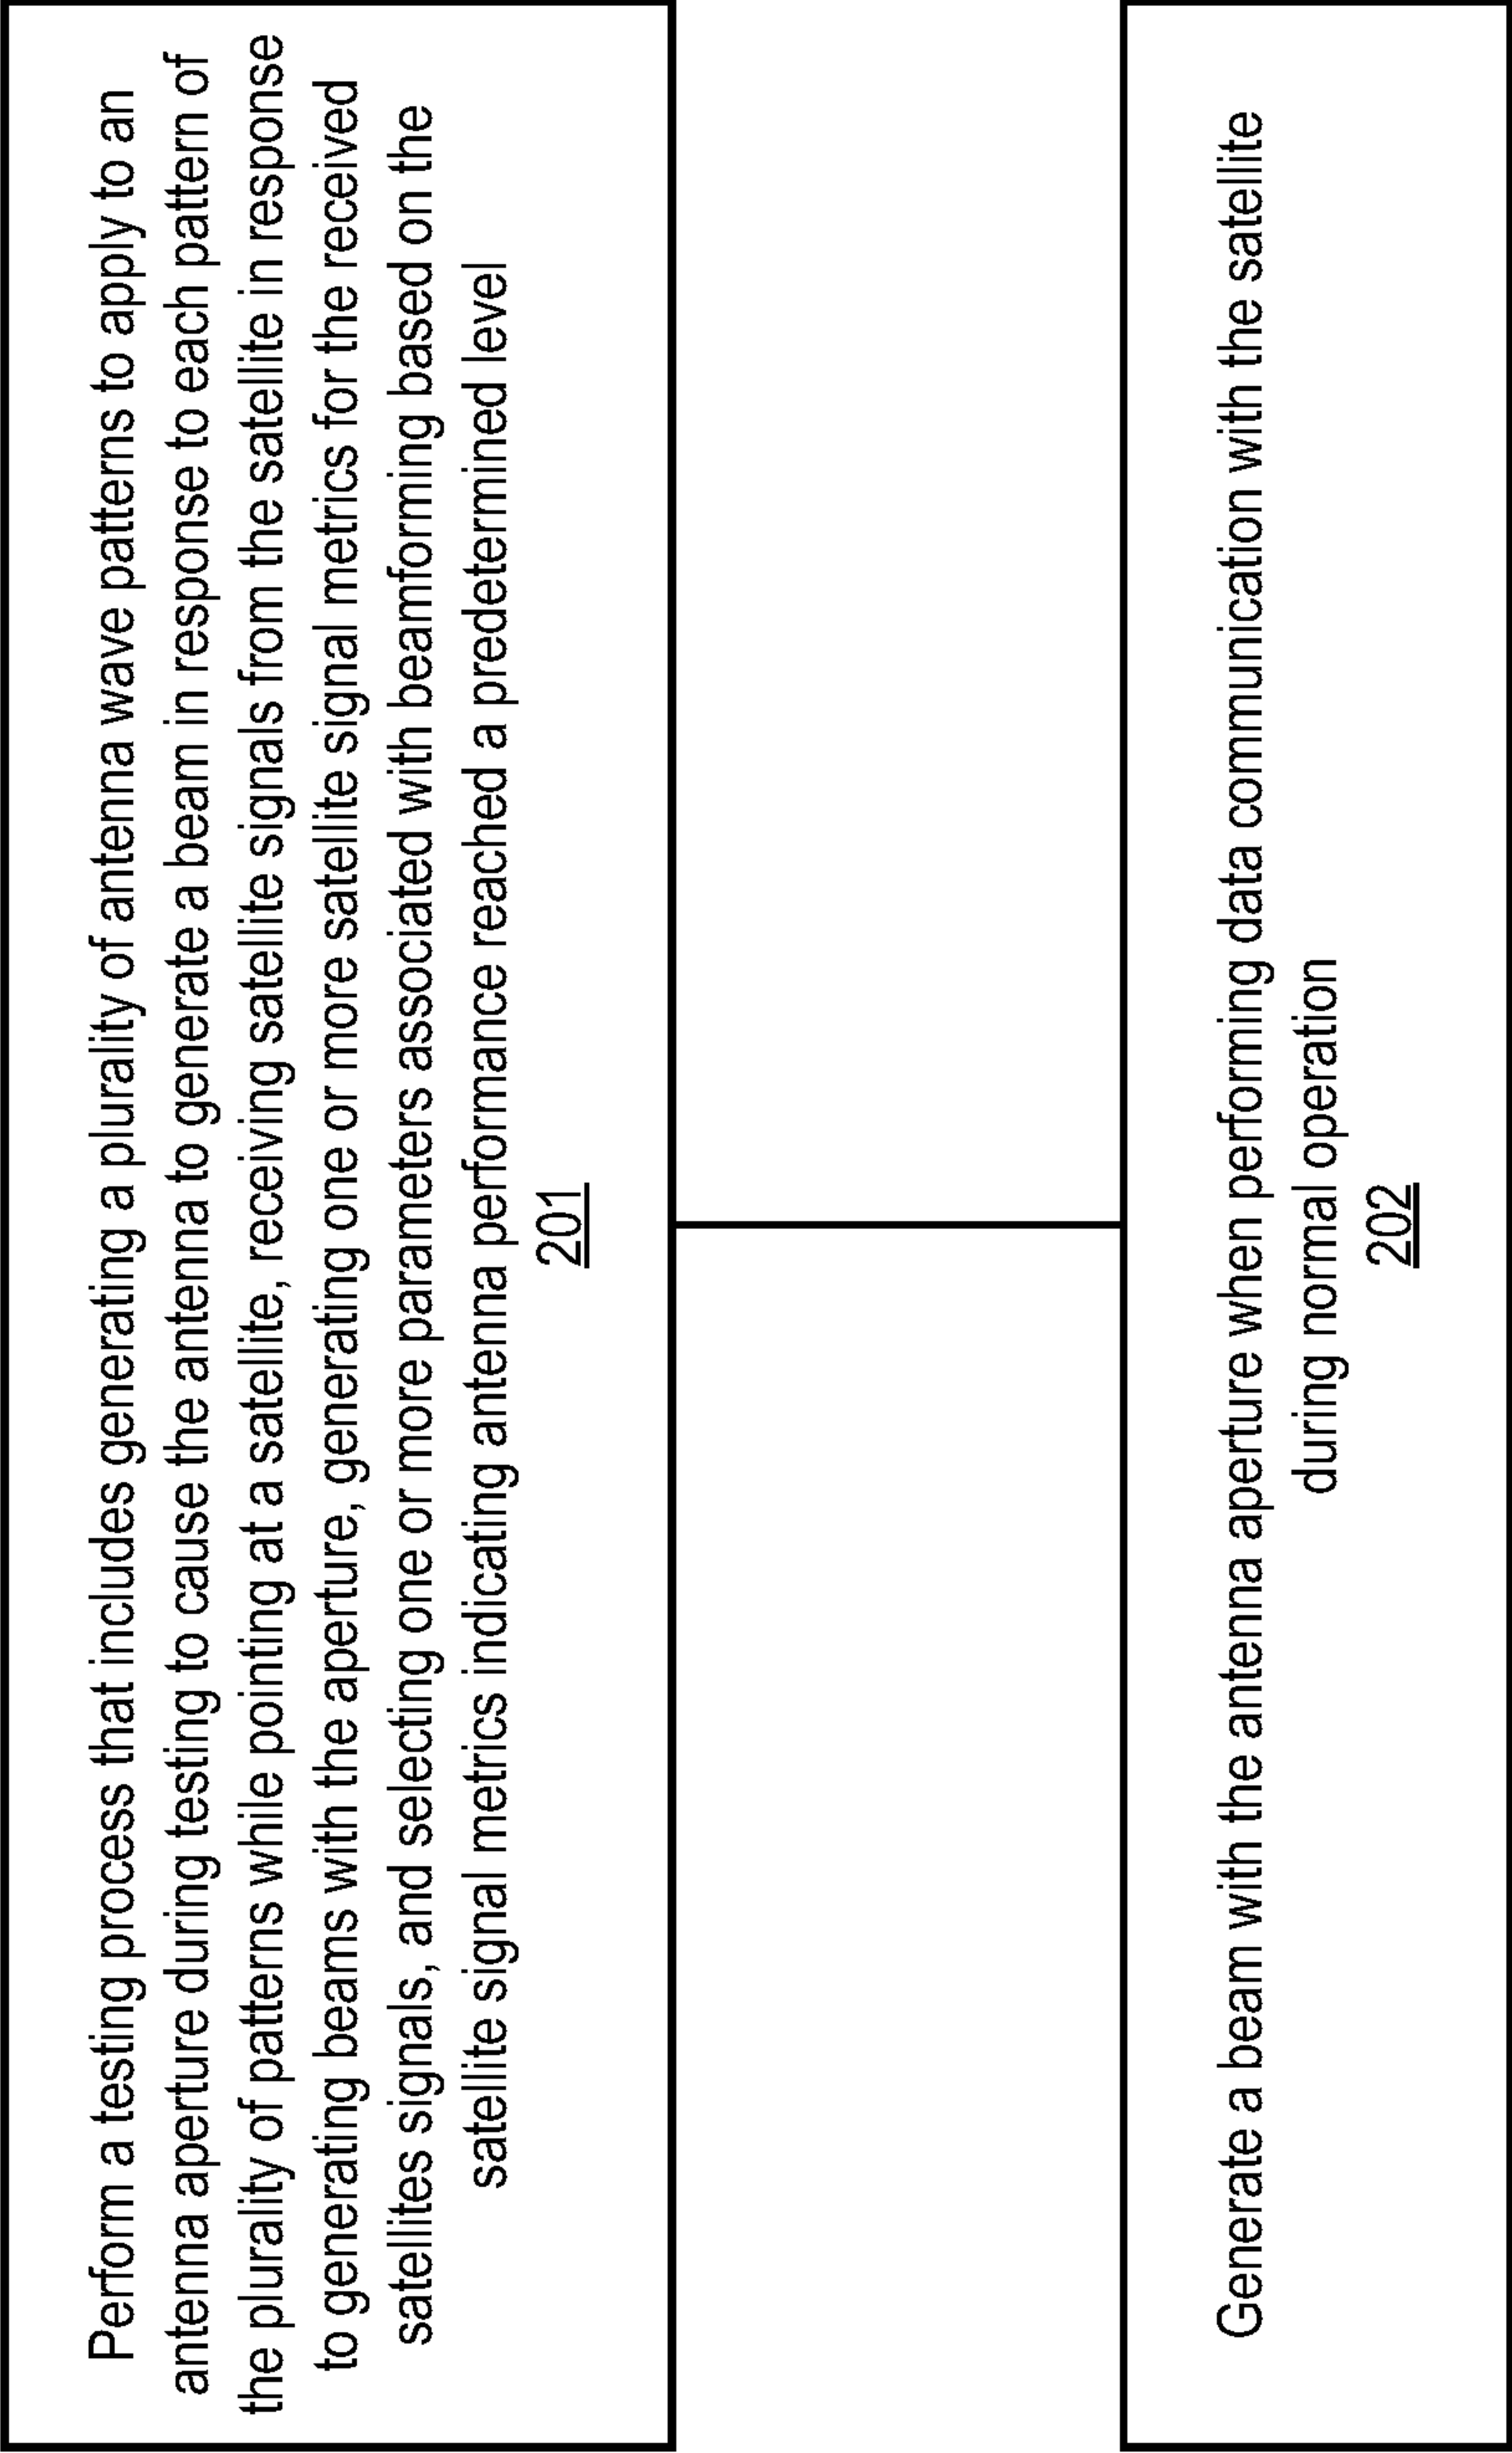 Perform a testing process that includes generating a plurality of antenna wave patterns to apply to an
antenna aperture during testing to cause the antenna to generate a beam in response to each pattern of
the plurality of patterns while pointing at a satellite, receiving satellite signals from the satellite in response
to generating beams with the aperture, generating one or more satellite signal metrics for the received
satellites signals, and selecting one or more parameters associated with beamforming based on the
satellite signal metrics indicating antenna performance reached a predetermined level
201
Generate a beam with the antenna aperture when performing data communication with the satellite
during normal operation
202